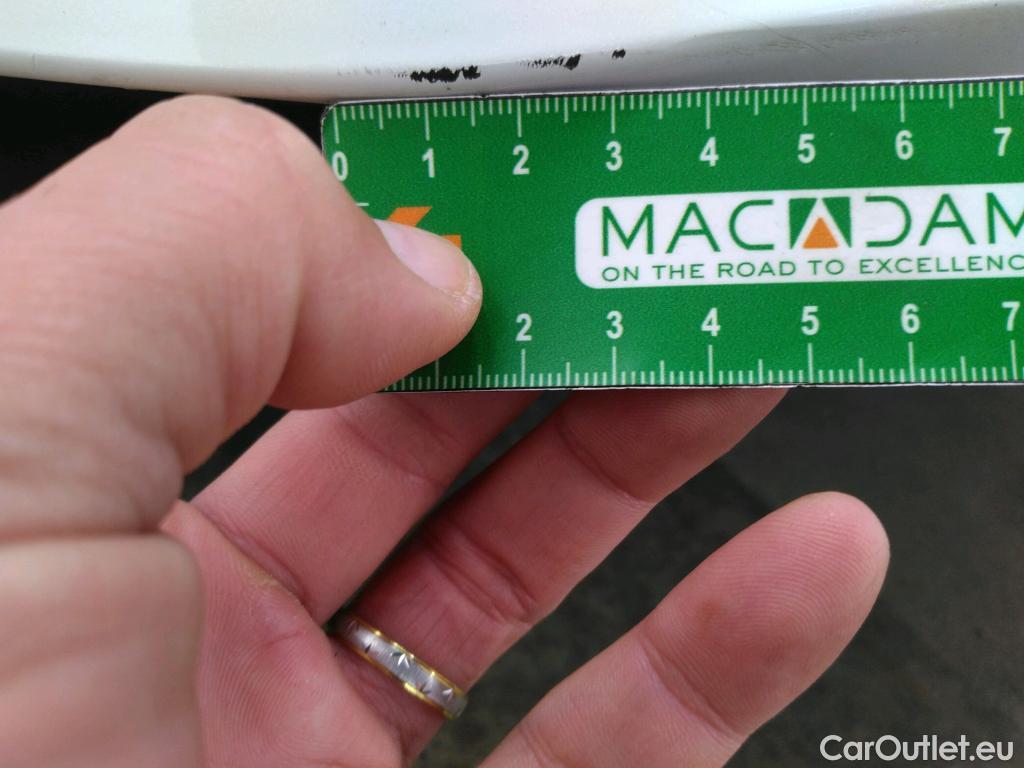 0 1 2 3 4 5 6 7
MACADAM
ON THE ROAD TO EXCELLENC
2 3 4 5 6 7
CarOutlet.eu